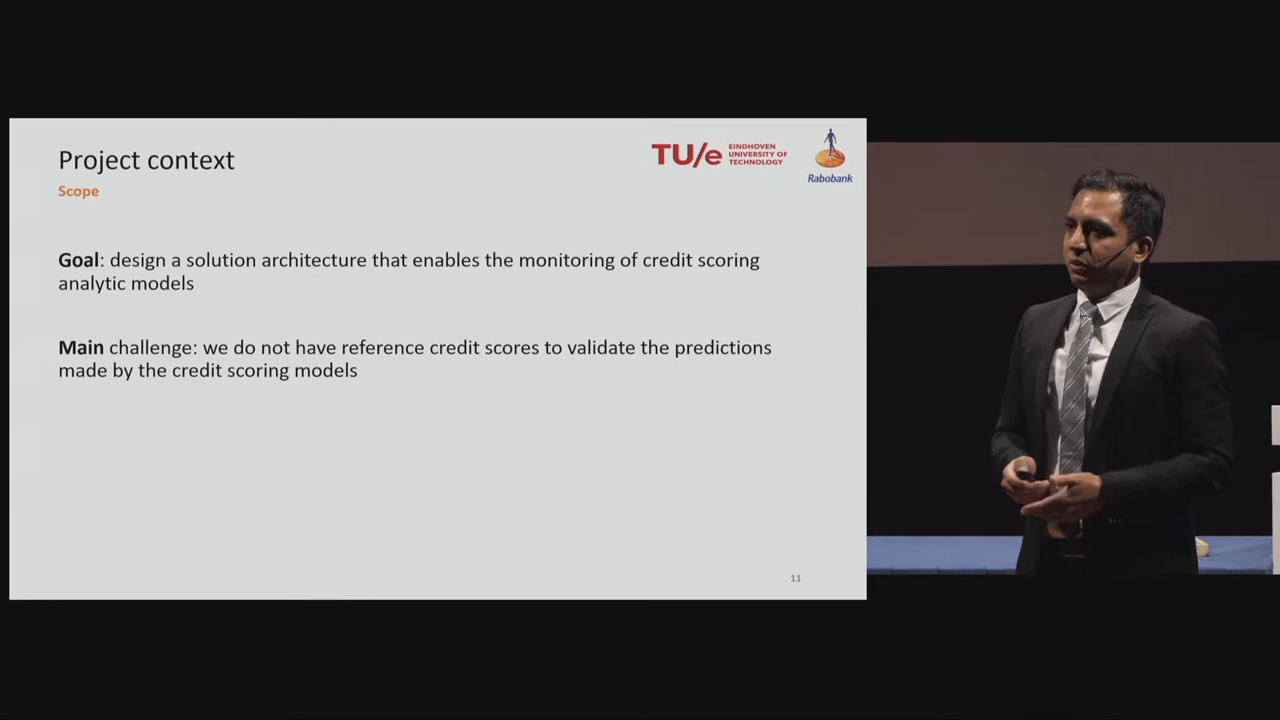 Project context
Scope
TU/e EINDHOVEN
UNIVERSITY OF
TECHNOLOGY
Rabobank
Goal: design a solution architecture that enables the monitoring of credit scoring
analytic models
Main challenge: we do not have reference credit scores to validate the predictions
made by the credit scoring models
11